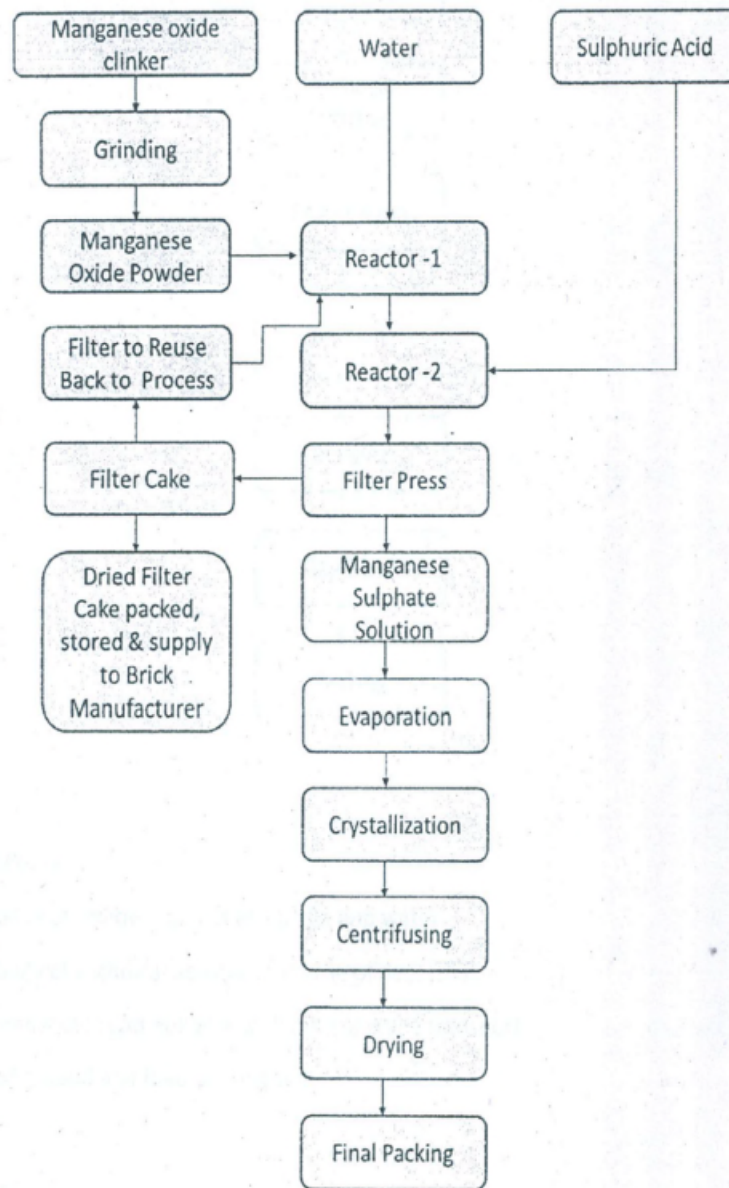 Manganese oxide
clinker
Water
Sulphuric Acid
Grinding
Manganese
Oxide Powder
Reactor -1
Filter to Reuse
Back to Process
Reactor -2
Filter Cake
Filter Press
Dried Filter
Cake packed,
stored & supply
to Brick
Manufacturer
Manganese
Sulphate
Solution
Evaporation
Crystallization
Centrifusing
Drying
Final Packing